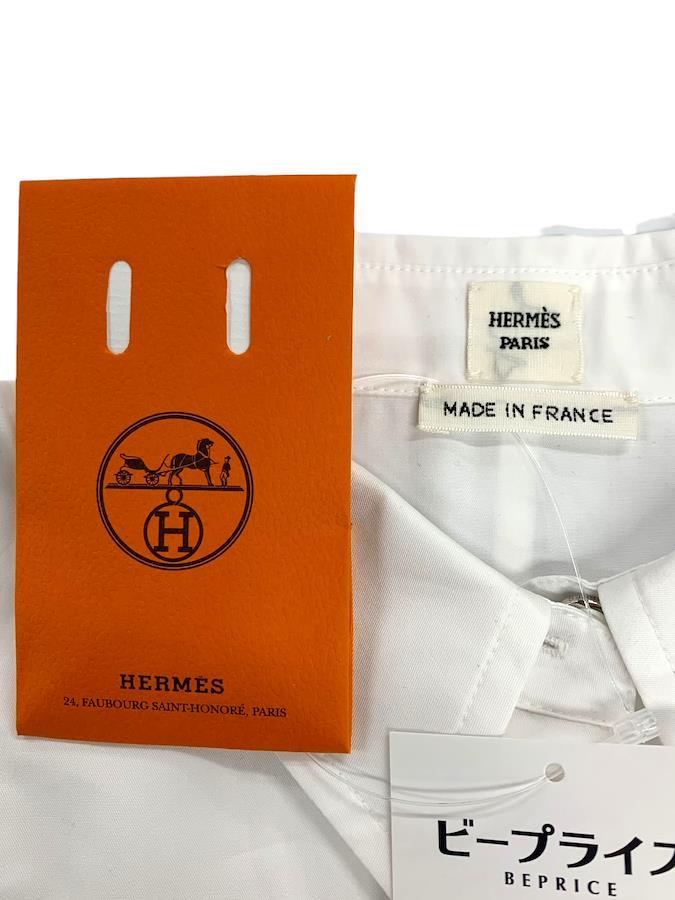 HERMÈS
PARIS
MADE IN FRANCE
H
HERMÈS
24, FAUBOURG SAINT-HONORÉ, PARIS
ビープライス
BEPRICE